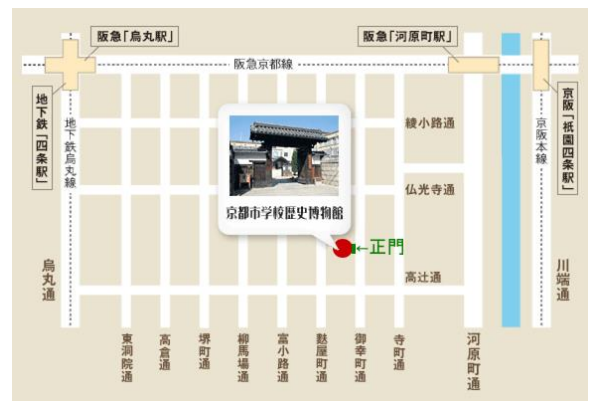 阪急「烏丸駅」
阪急「河原町駅」
阪急京都線
地下鉄「四条駅」
地下鉄烏丸線
綾小路通
京阪本線
京阪「祇園四条駅」
仏光寺通
京都市学校歴史博物館
←正門
烏丸通
高辻通
川端通
東洞院通
高倉通
堺町通
柳馬場通
富小路通
麩屋町通
御幸町通
寺町通
河原町通